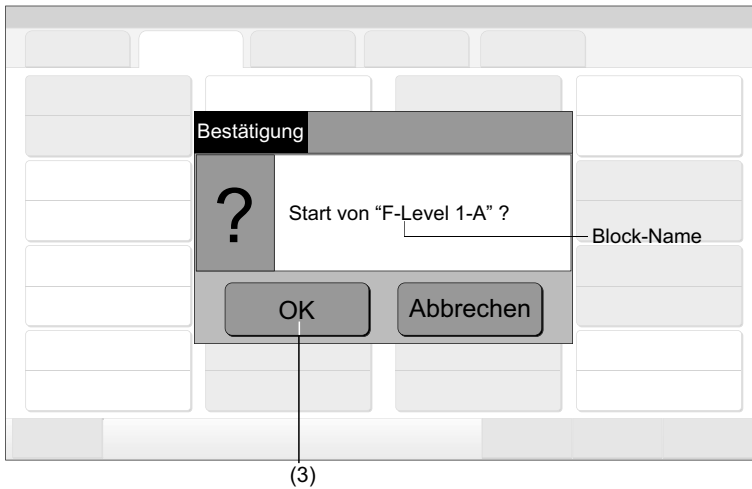 Bestätigung
?
Start von “F-Level 1-A” ?
Block-Name
OK
Abbrechen
(3)